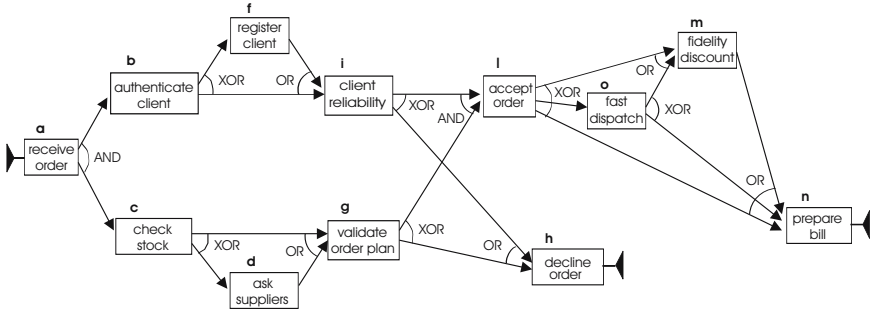 a
receive
order
AND
b
authenticate
client
XOR
f
register
client
OR
c
check
stock
XOR
d
ask
suppliers
OR
i
client
reliability
XOR
AND
g
validate
order plan
XOR
OR
h
decline
order
l
accept
order
XOR
o
fast
dispatch
OR
XOR
m
fidelity
discount
OR
n
prepare
bill